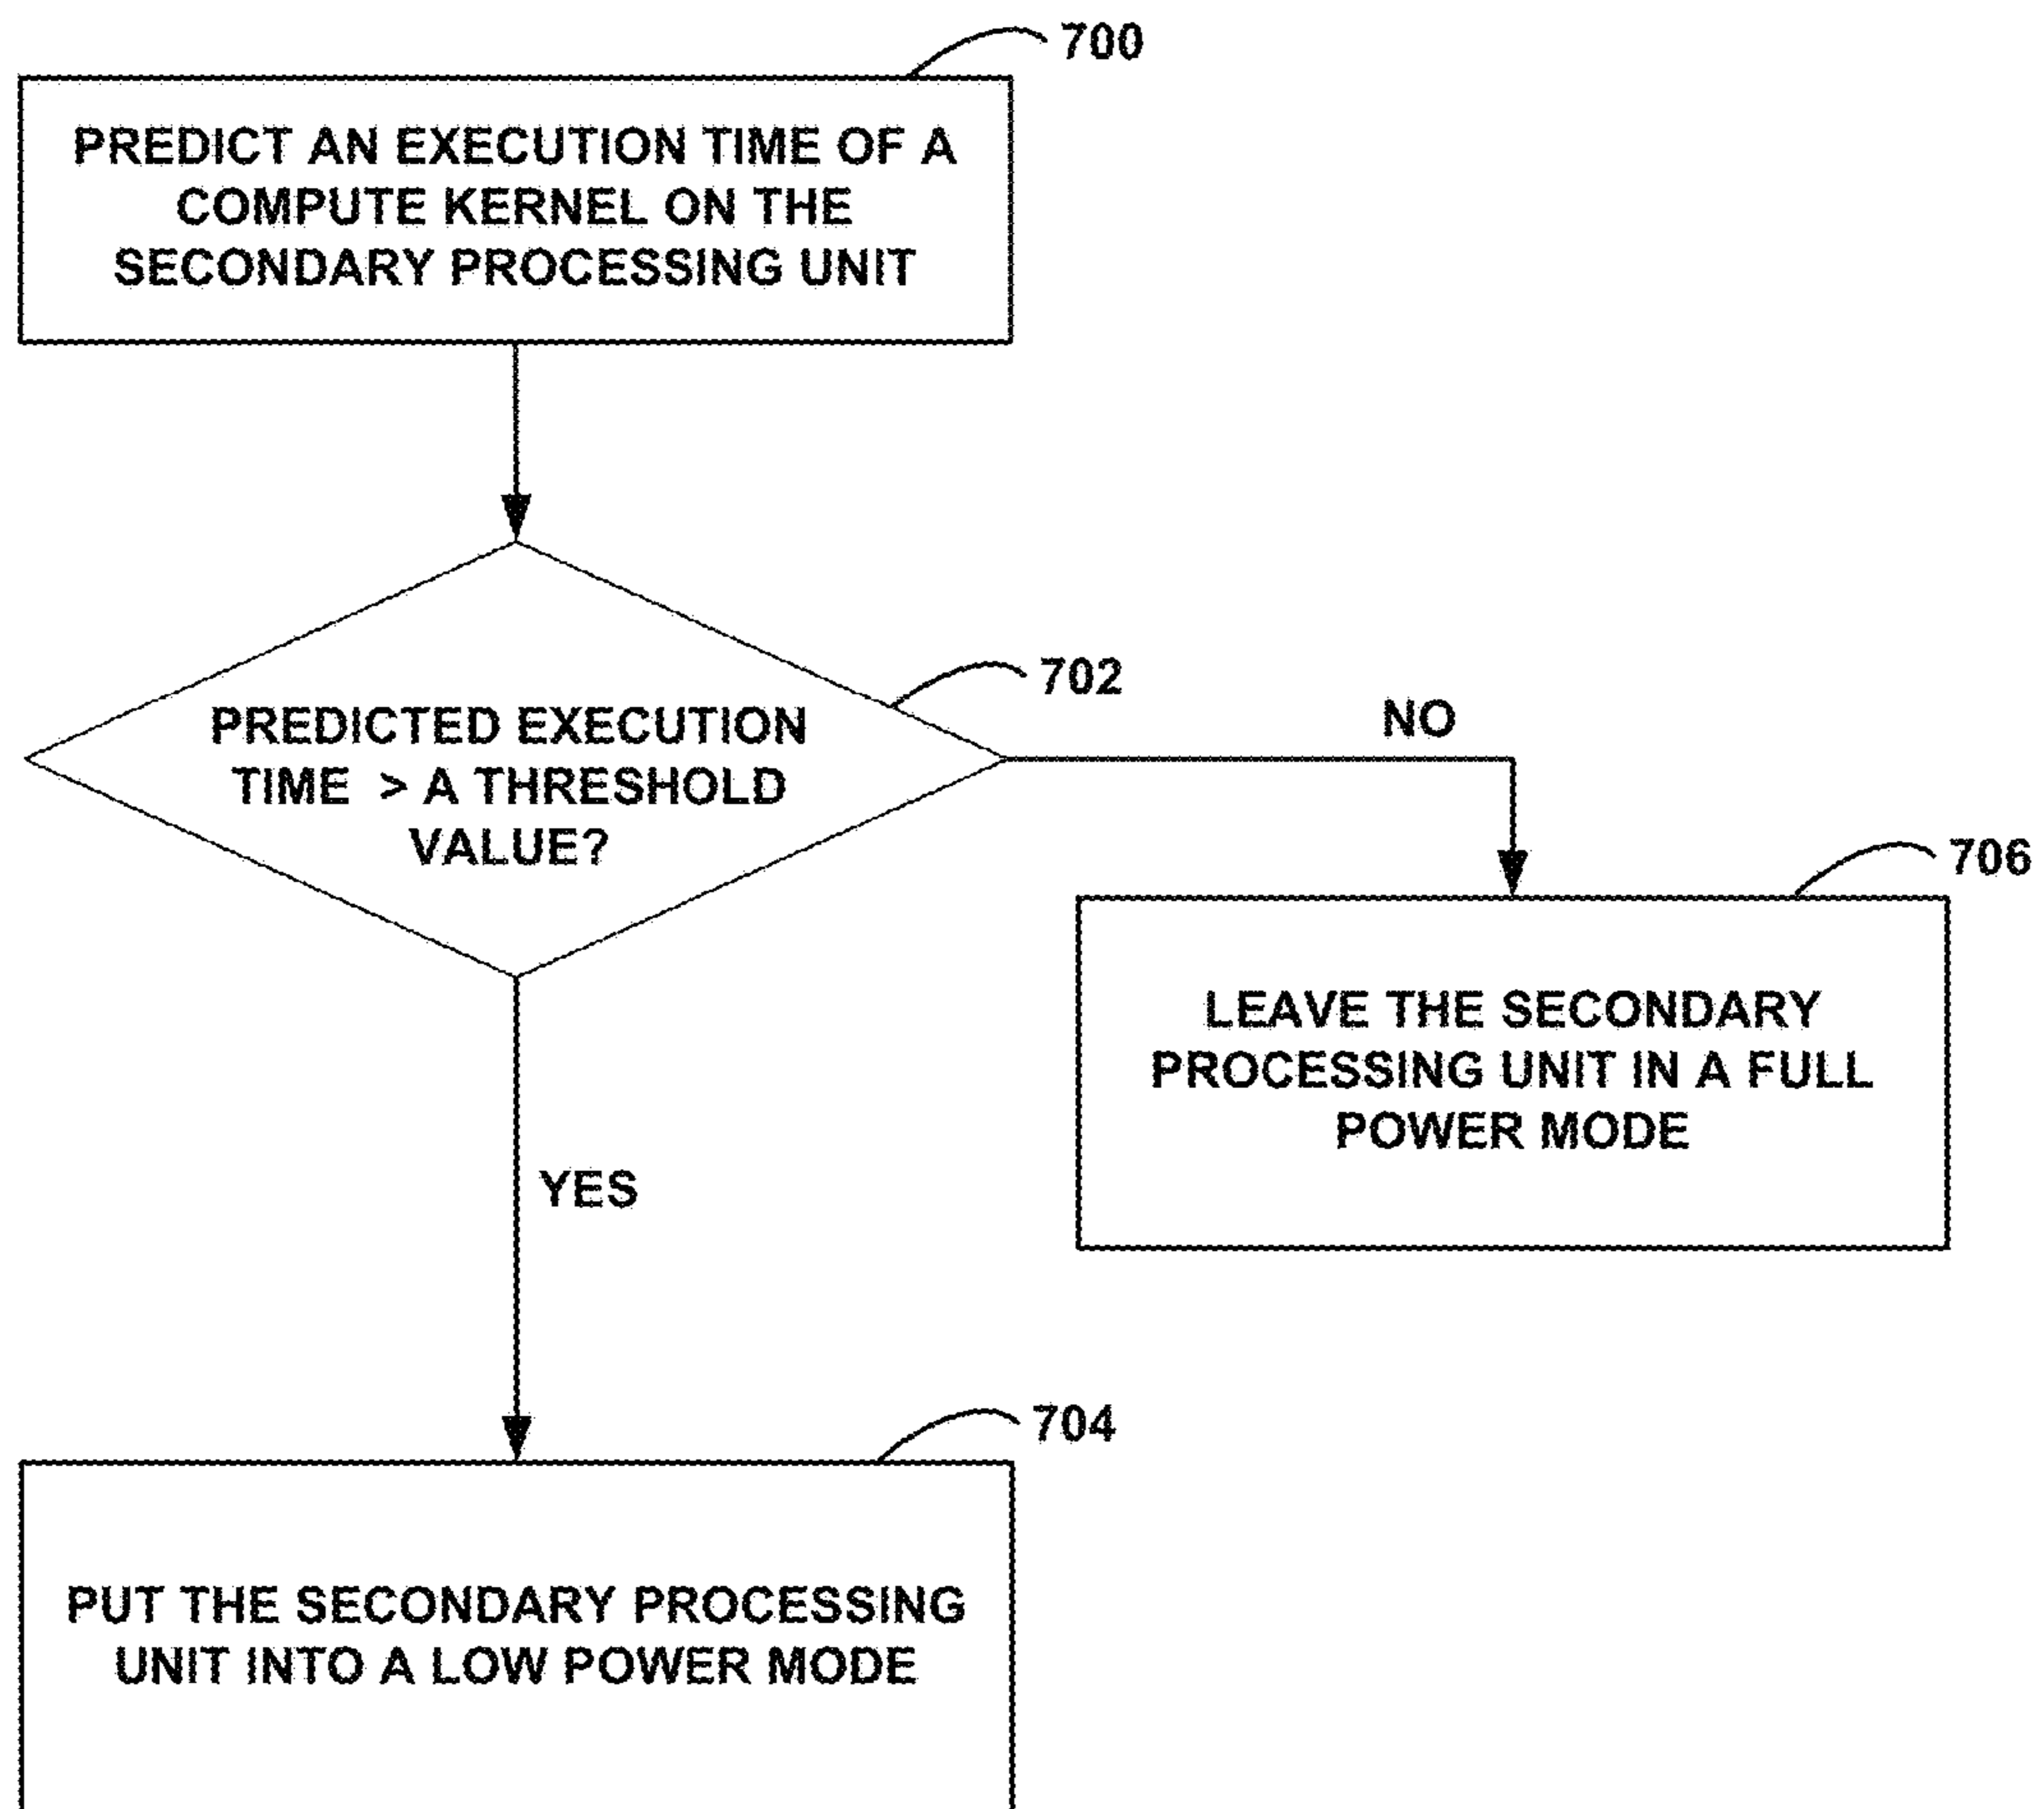 700
PREDICT AN EXECUTION TIME OF A
COMPUTE KERNEL ON THE
SECONDARY PROCESSING UNIT
702
PREDICTED EXECUTION
TIME > A THRESHOLD
VALUE?
NO
706
LEAVE THE SECONDARY
PROCESSING UNIT IN A FULL
POWER MODE
YES
704
PUT THE SECONDARY PROCESSING
UNIT INTO A LOW POWER MODE